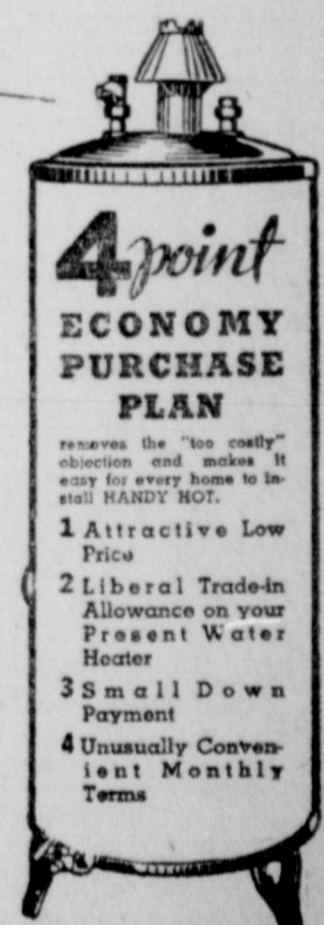 4 point
ECONOMY
PURCHASE
PLAN
removes the "too costly"
objection and makes it
easy for every home to in-
stall HANDY HOT.
1 Attractive Low
Price
2 Liberal Trade-in
Allowance on your
Present Water
Heater
3 Small Down
Payment
4 Unusually Conven-
ient Monthly
Terms